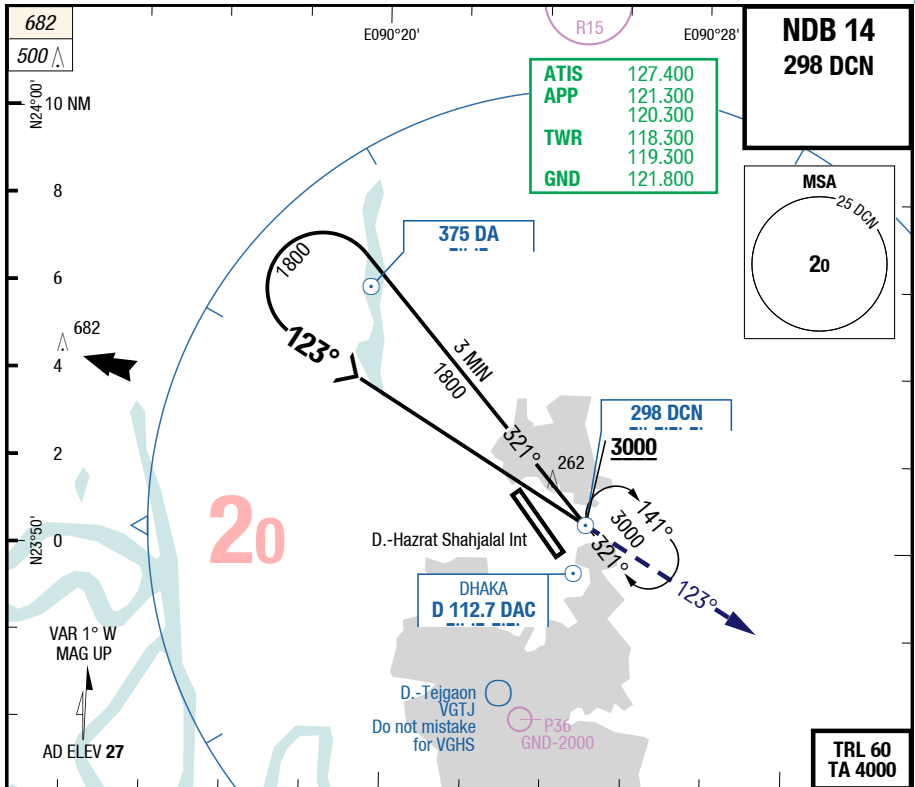 682
500
E090°20'
R15
E090°28'
NDB 14
298 DCN
N24°00'
10 NM
ATIS 127.400
APP 121.300
120.300
TWR 118.300
119.300
GND 121.800
8
MSA
25 DCN
20
375 DA
1800
6
682
123°
4
3 MIN
1800
298 DCN
3000
321°
262
2
20
141°
3000
321°
N23°50'
0
D.-Hazrat Shahjalal Int
DHAKA
D 112.7 DAC
123°
VAR 1° W
MAG UP
D.-Tejgaon
VGTJ
Do not mistake
for VGHS
P36
GND-2000
AD ELEV 27
TRL 60
TA 4000